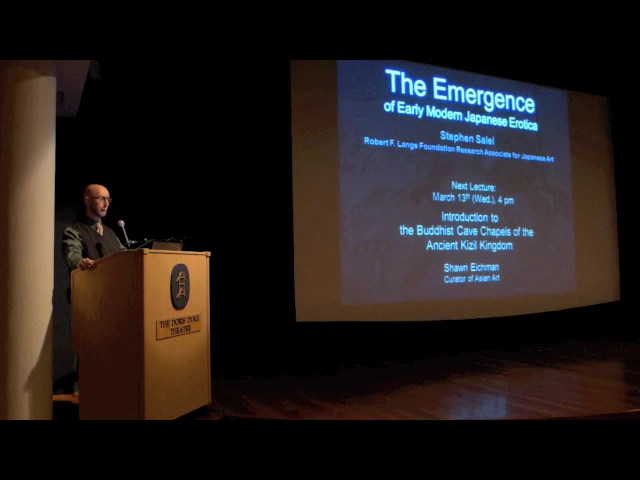 The Emergence
of Early Modern Japanese Erotica
Stephen Salel
Robert F. Lange Foundation Research Associate for Japanese Art
Next Lecture:
March 13th (Wed.), 4 pm
Introduction to
the Buddhist Cave Chapels of the
Ancient Kizil Kingdom
Shawn Eichman
Curator of Asian Art
THE DORIS DUKE
THEATRE